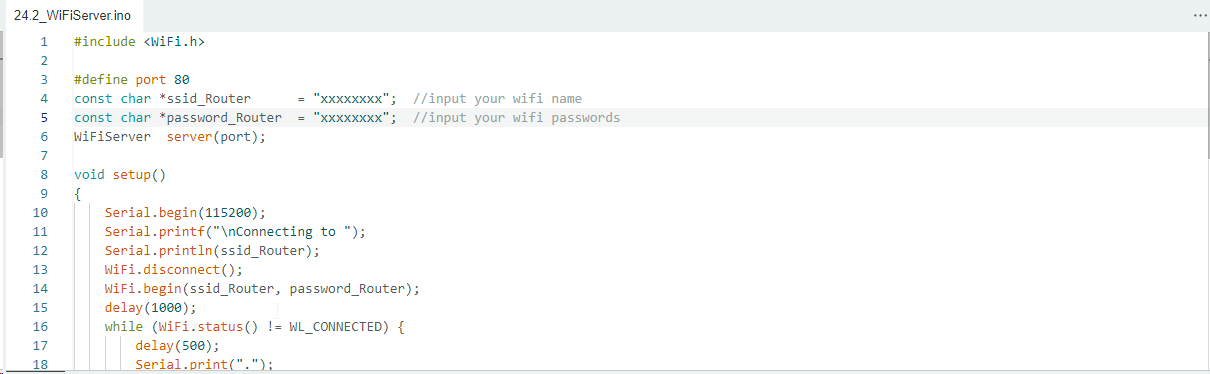 24.2_WiFiServer.ino
...
1 #include <WiFi.h>
2
3 #define port 80
4 const char *ssid_Router      = "xxxxxxxx";  //input your wifi name
5 const char *password_Router  = "xxxxxxxx";  //input your wifi passwords
6 WiFiServer  server(port);
7
8 void setup()
9 {
10     Serial.begin(115200);
11     Serial.printf("\nConnecting to ");
12     Serial.println(ssid_Router);
13     WiFi.disconnect();
14     WiFi.begin(ssid_Router, password_Router);
15     delay(1000);
16     while (WiFi.status() != WL_CONNECTED) {
17         delay(500);
18         Serial.print(".");